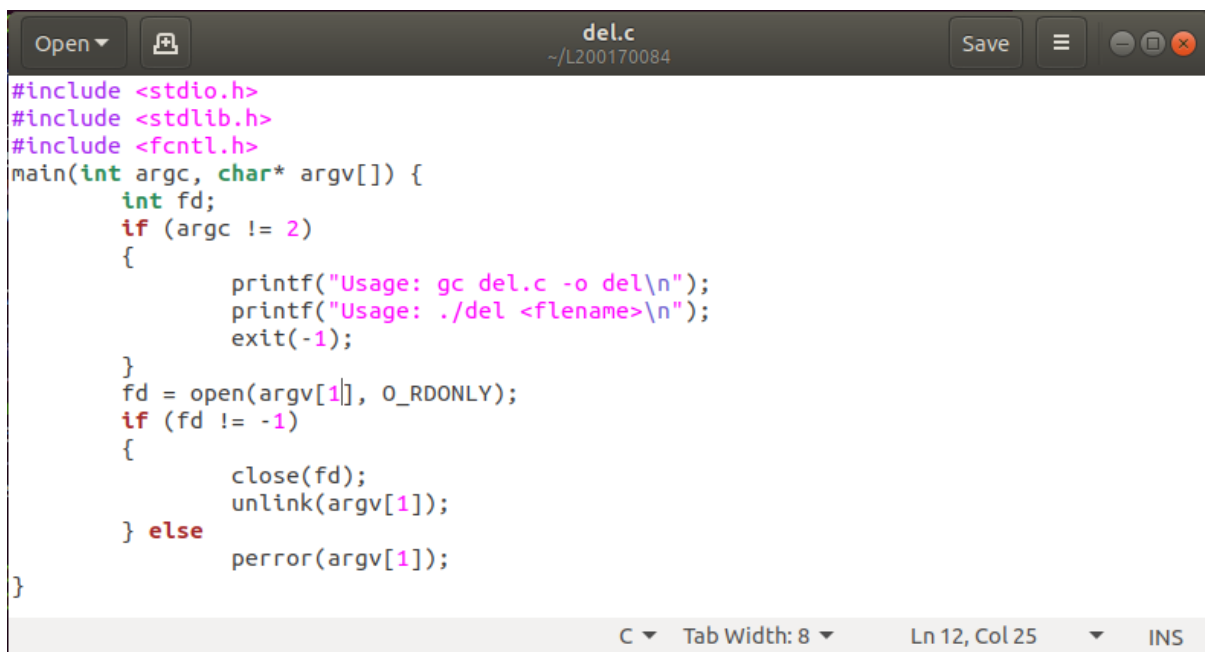 Open
del.c
~/L200170084
Save
#include <stdio.h>
#include <stdlib.h>
#include <fcntl.h>
main(int argc, char* argv[]) {
        int fd;
        if (argc != 2)
        {
                printf("Usage: gc del.c -o del\n");
                printf("Usage: ./del <flename>\n");
                exit(-1);
        }
        fd = open(argv[1], O_RDONLY);
        if (fd != -1)
        {
                close(fd);
                unlink(argv[1]);
        } else
                perror(argv[1]);
}
C Tab Width: 8 Ln 12, Col 25 INS